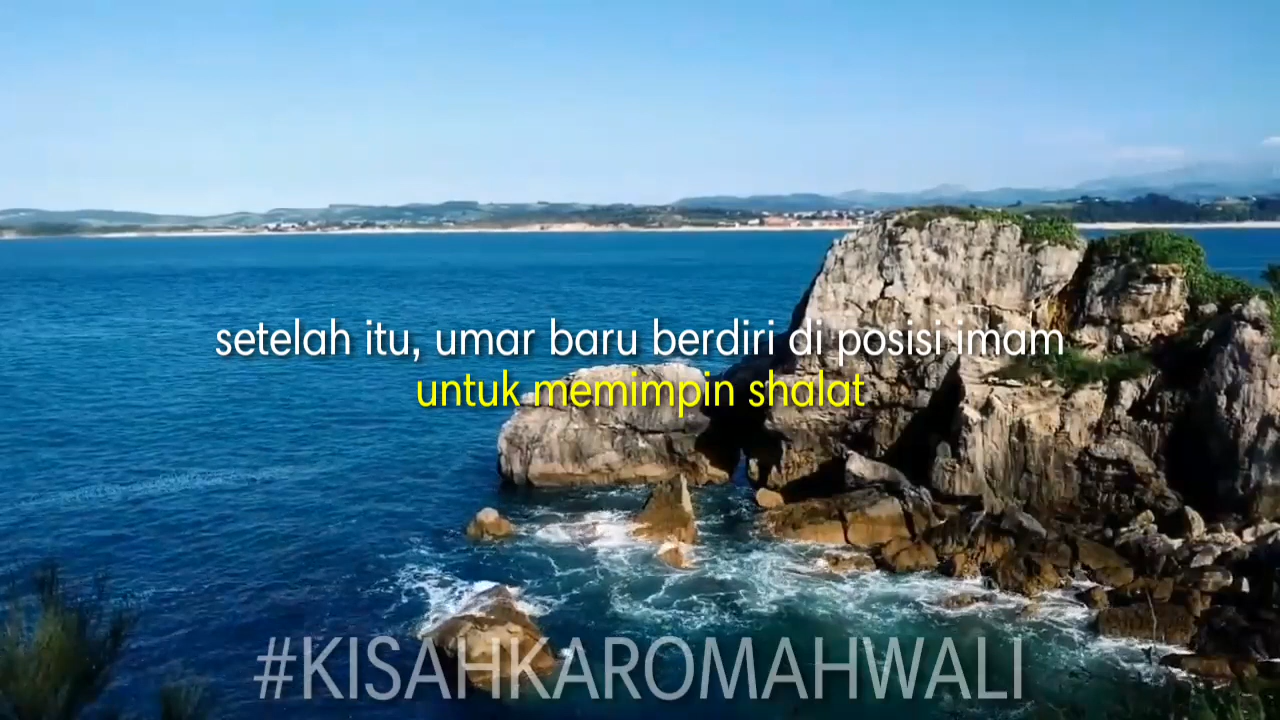 setelah itu, umar baru berdiri di posisi imam
untuk memimpin shalat
#KISAHKAROMAHWALI